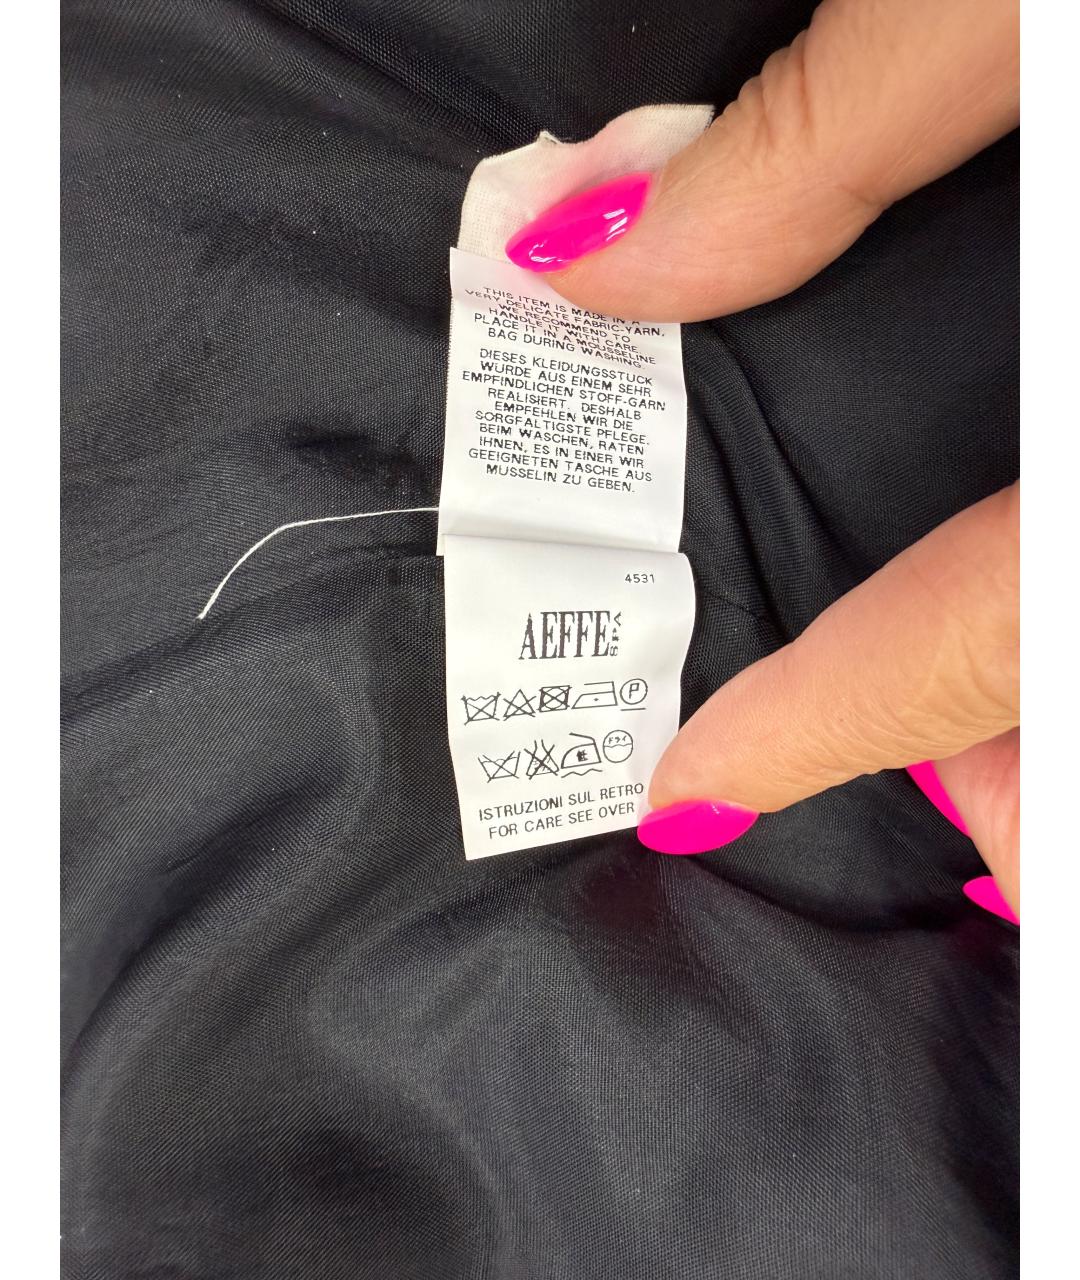 THIS ITEM IS MADE IN A
VERY DELICATE FABRIC-YARN,
WE RECOMMEND TO
HANDLE IT WITH CARE.
PLACE IT IN A MOUSSELINE
BAG DURING WASHING.
DIESES KLEIDUNGSSTUCK
WURDE AUS EINEM SEHR
EMPFINDLICHEN STOFF-GARN
REALISIERT. DESHALB
EMPFEHLEN WIR DIE
SORGFALTIGSTE PFLEGE.
BEIM WASCHEN, RATEN
IHNEN, ES IN EINER WIR
GEEIGNETEN TASCHE AUS
MUSSELIN ZU GEBEN.
4531
AEFFE SPA
P
ドライ
ISTRUZIONI SUL RETRO
FOR CARE SEE OVER